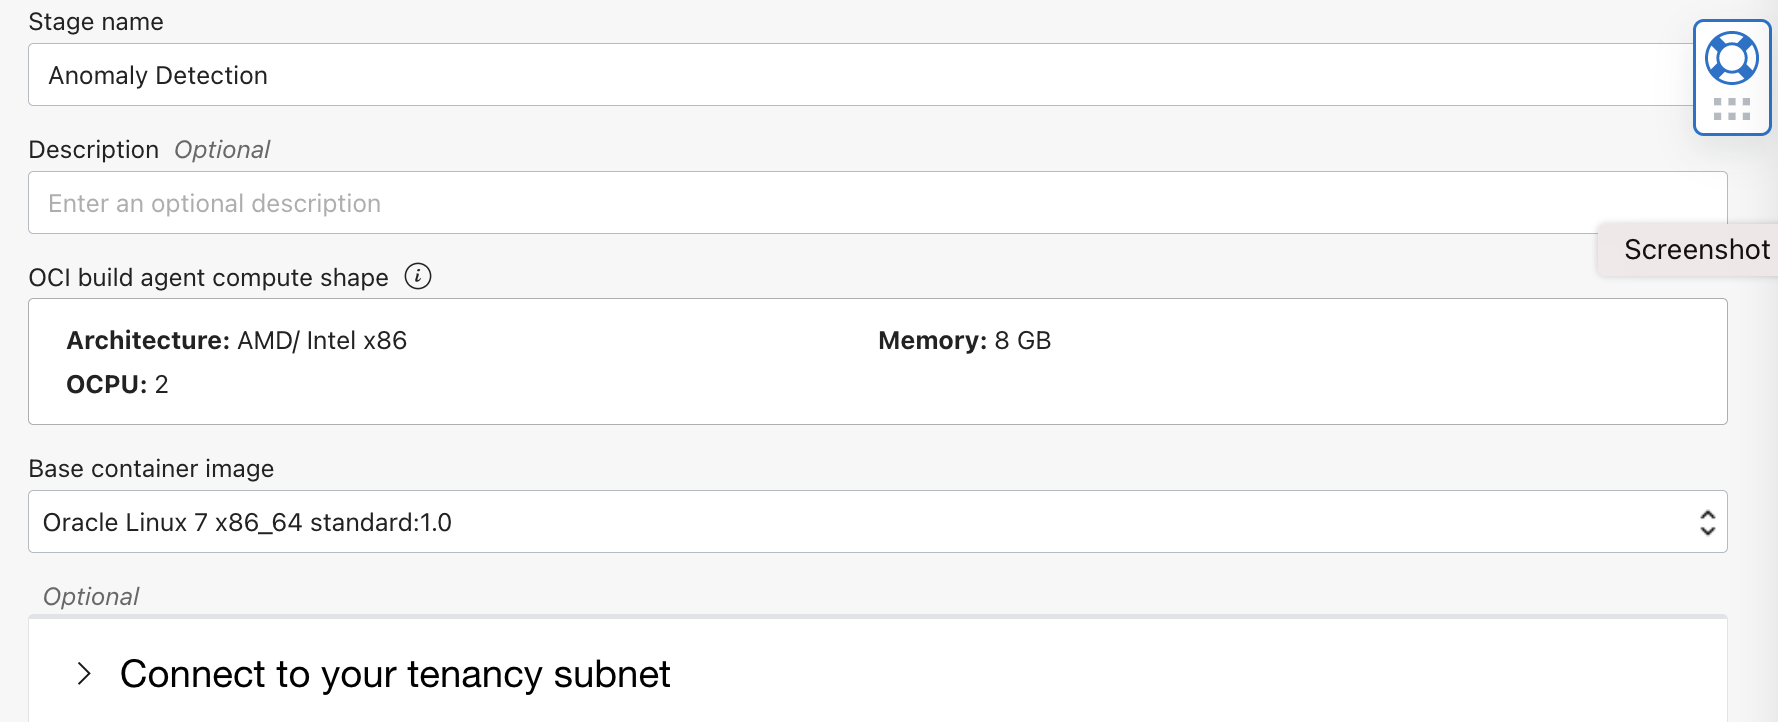 Stage name
Anomaly Detection
Description Optional
Enter an optional description
Screenshot
OCI build agent compute shape i
Architecture: AMD/ Intel x86 Memory: 8 GB
OCPU: 2
Base container image
Oracle Linux 7 x86_64 standard:1.0
Optional
Connect to your tenancy subnet